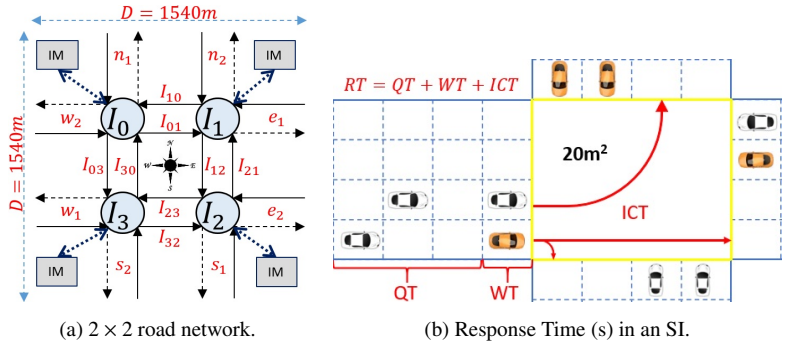 D = 1540m
D = 1540m
IM
n1
n2
IM
I10
I0
I1
w2
I01
e1
I03
I30
N
W
E
S
I12
I21
w1
I23
e2
I3
I2
I32
IM
s2
s1
IM
(a) 2 × 2 road network.
RT = QT + WT + ICT
20m²
ICT
QT
WT
(b) Response Time (s) in an SI.